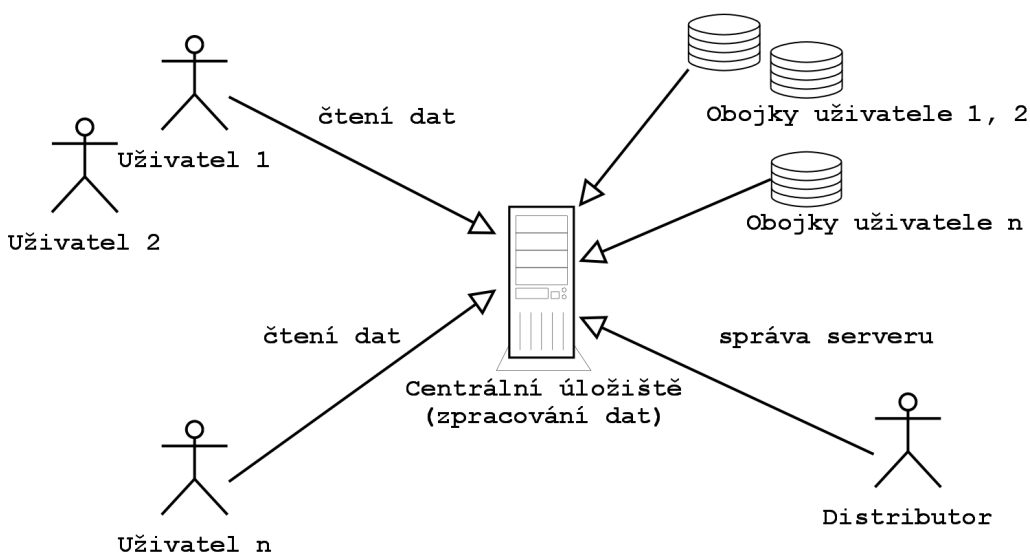 čtení dat
Obojky uživatele 1, 2
Uživatel 1
Obojky uživatele n
Uživatel 2
čtení dat
správa serveru
Centrální úložiště
(zpracování dat)
Distributor
Uživatel n